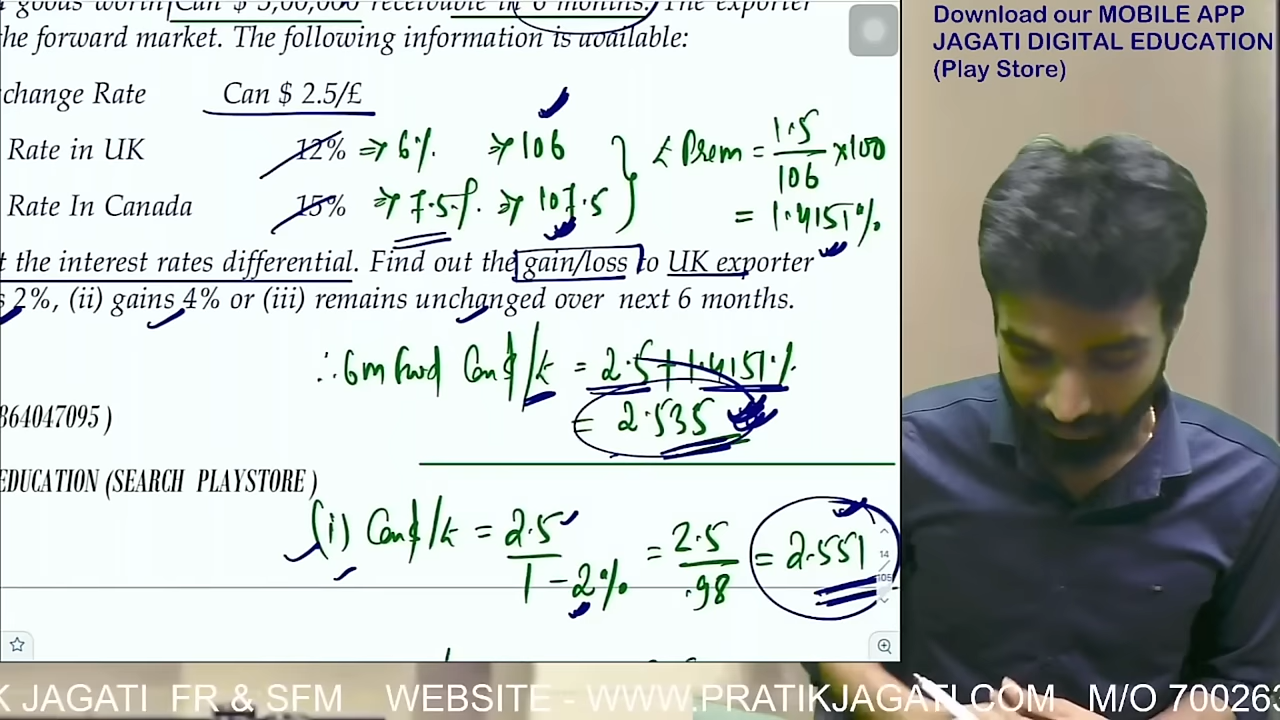 goods worth Can $ 5,00,000 receivable in 6 months. The exporter
he forward market. The following information is available:
change Rate Can $ 2.5/£
Rate in UK 12% ⇒ 6% ⇒ 106
Rate In Canada 15% ⇒ 7.5% ⇒ 107.5
£ Prem = 1.5/106 × 100
= 1.4151%
t the interest rates differential. Find out the gain/loss to UK exporter
s 2%, (ii) gains 4% or (iii) remains unchanged over next 6 months.
∴ 6m fwd Can$/£ = 2.5 + 1.4151%
= 2.535
864047095 )
EDUCATION (SEARCH PLAYSTORE )
(i) Can$/£ = 2.5/1 - 2% = 2.5/.98 = 2.551
14
/
105
Download our MOBILE APP
JAGATI DIGITAL EDUCATION
(Play Store)
K JAGATI FR & SFM WEBSITE - WWW.PRATIKJAGATI.COM M/O 70026